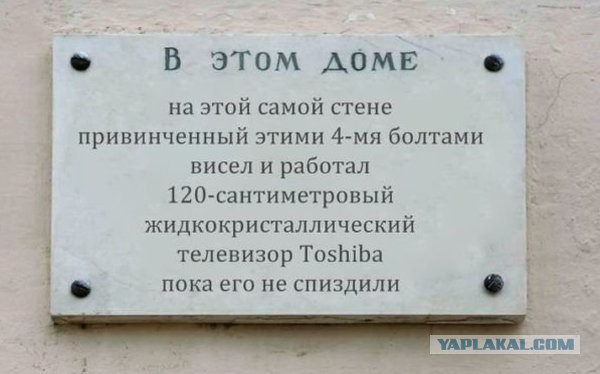 В ЭТОМ ДОМЕ
на этой самой стене
привинченный этими 4-мя болтами
висел и работал
120-сантиметровый
жидкокристаллический
телевизор Toshiba
пока его не спиздили
YAPLAKAL.COM